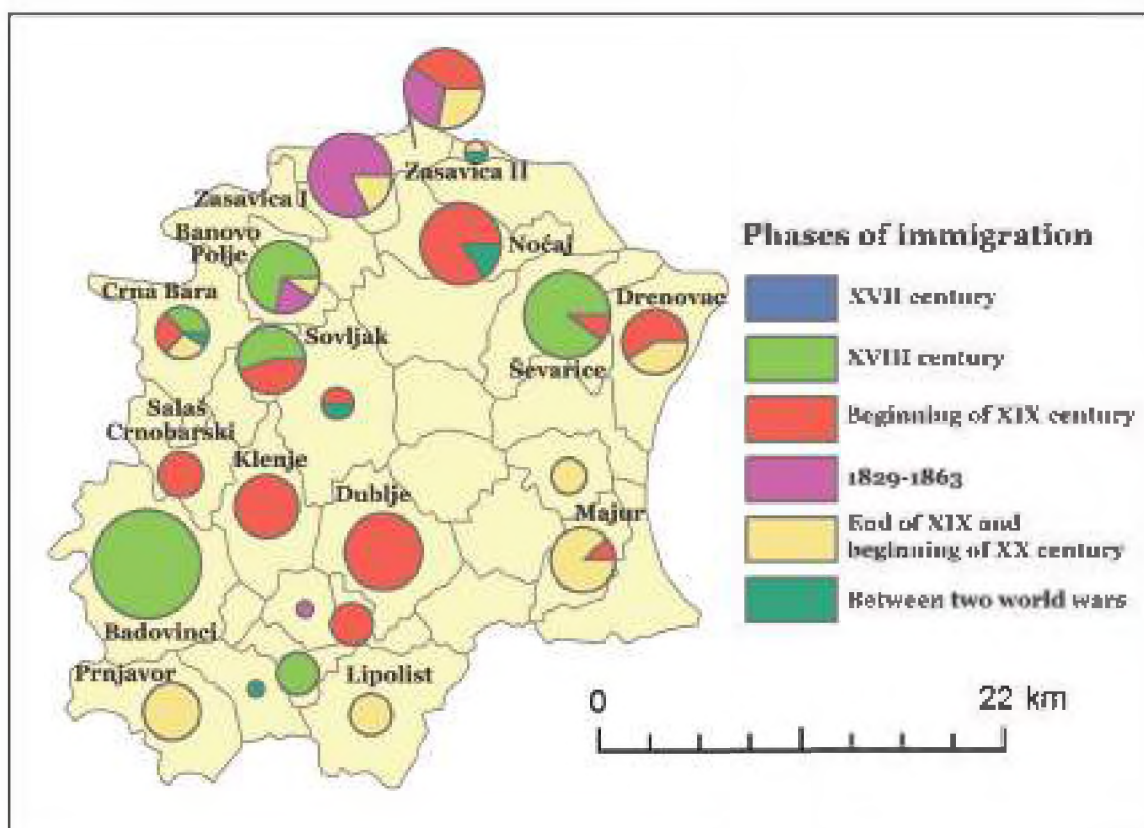 Zasavica II
Zasavica I
Banovo
Polje
Noćaj
Crna Bara
Drenovac
Sovljak
Ševarice
Salaš
Crnobarski
Klenje
Dublje
Majur
Badovinci
Prnjavor
Lipolist
Phases of immigration
XVII century
XVIII century
Beginning of XIX century
1829-1863
End of XIX and
beginning of XX century
Between two world wars
0
22 km